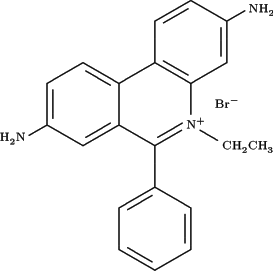 NH₂
Br⁻
N⁺
H₂N
CH₂CH₃